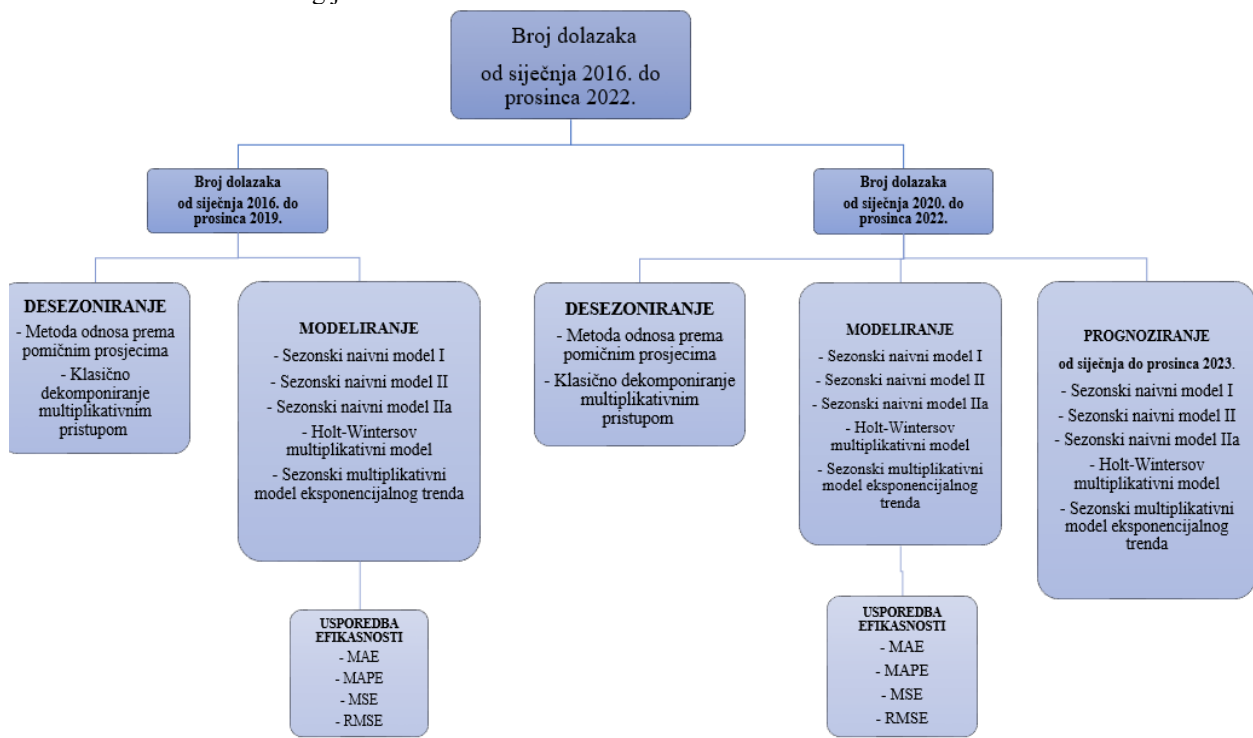 Broj dolazaka
od siječnja 2016. do
prosinca 2022.
Broj dolazaka
od siječnja 2016. do
prosinca 2019.
Broj dolazaka
od siječnja 2020. do
prosinca 2022.
DESEZONIRANJE
- Metoda odnosa prema
pomičnim prosjecima
- Klasično
dekomponiranje
multiplikativnim
pristupom
MODELIRANJE
- Sezonski naivni model I
- Sezonski naivni model II
- Sezonski naivni model IIa
- Holt-Wintersov
multiplikativni model
- Sezonski multiplikativni
model eksponencijalnog trenda
DESEZONIRANJE
- Metoda odnosa prema
pomičnim prosjecima
- Klasično dekomponiranje
multiplikativnim
pristupom
MODELIRANJE
- Sezonski naivni model I
- Sezonski naivni model II
- Sezonski naivni model IIa
- Holt-Wintersov
multiplikativni model
- Sezonski multiplikativni
model eksponencijalnog trenda
PROGNOZIRANJE
od siječnja do prosinca 2023.
- Sezonski naivni model I
- Sezonski naivni model II
- Sezonski naivni model IIa
- Holt-Wintersov
multiplikativni model
- Sezonski multiplikativni
model eksponencijalnog
trenda
USPOREDBA
EFIKASNOSTI
- MAE
- MAPE
- MSE
- RMSE
USPOREDBA
EFIKASNOSTI
- MAE
- MAPE
- MSE
- RMSE